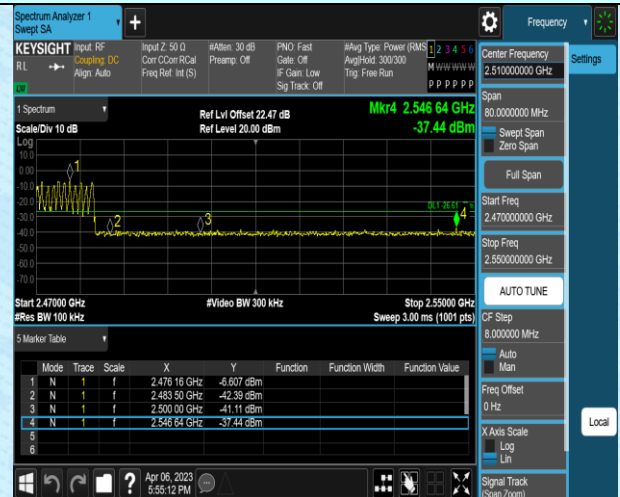 Spectrum Analyzer 1
Swept SA
+
Frequency
KEYSIGHT Input: RF Input Z: 50 Ω #Atten: 30 dB PNO: Fast #Avg Type: Power (RMS 1 2 3 4 5 6
RL Coupling: DC Corr CCorr RCal Preamp: Off Gate: Off Avg|Hold: 300/300 M W W W W W
Align: Auto Freq Ref: Int (S) IF Gain: Low Trig: Free Run
Sig Track: Off P P P P P P
LXI
Center Frequency
2.510000000 GHz
Settings
Span
80.0000000 MHz
Swept Span
Zero Span
Full Span
Start Freq
2.470000000 GHz
Stop Freq
2.550000000 GHz
AUTO TUNE
CF Step
8.000000 MHz
Auto
Man
Freq Offset
0 Hz
X Axis Scale
Log
Lin
Local
Signal Track
(Span Zoom)
1 Spectrum
Ref Lvl Offset 22.47 dB
Mkr4 2.546 64 GHz
Scale/Div 10 dB
Ref Level 20.00 dBm
-37.44 dBm
Log
10.0
0.00
-10.0
-20.0
-30.0
-40.0
-50.0
-60.0
-70.0
1
2
3
4
DL1 -26.61
Start 2.47000 GHz #Video BW 300 kHz Stop 2.55000 GHz
#Res BW 100 kHz Sweep 3.00 ms (1001 pts)
5 Marker Table
Mode Trace Scale X Y Function Function Width Function Value
1 N 1 f 2.476 16 GHz -6.607 dBm
2 N 1 f 2.483 50 GHz -42.39 dBm
3 N 1 f 2.500 00 GHz -41.11 dBm
4 N 1 f 2.546 64 GHz -37.44 dBm
5
6
?
Apr 06, 2023
5:55:12 PM